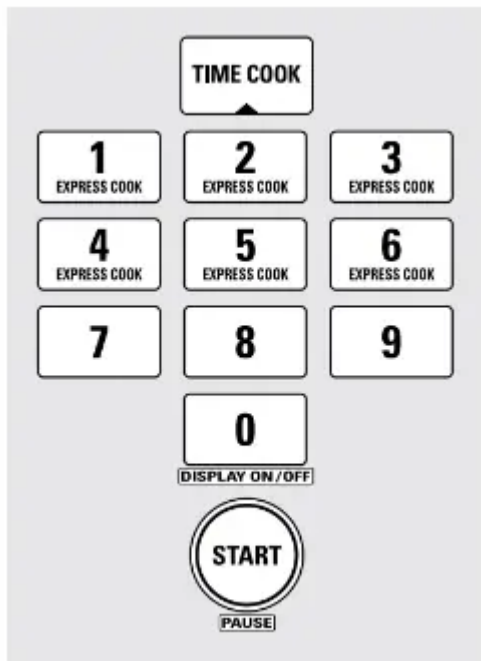 TIME COOK
1 2 3
EXPRESS COOK EXPRESS COOK EXPRESS COOK
4 5 6
EXPRESS COOK EXPRESS COOK EXPRESS COOK
7 8 9
0
DISPLAY ON/OFF
START
PAUSE